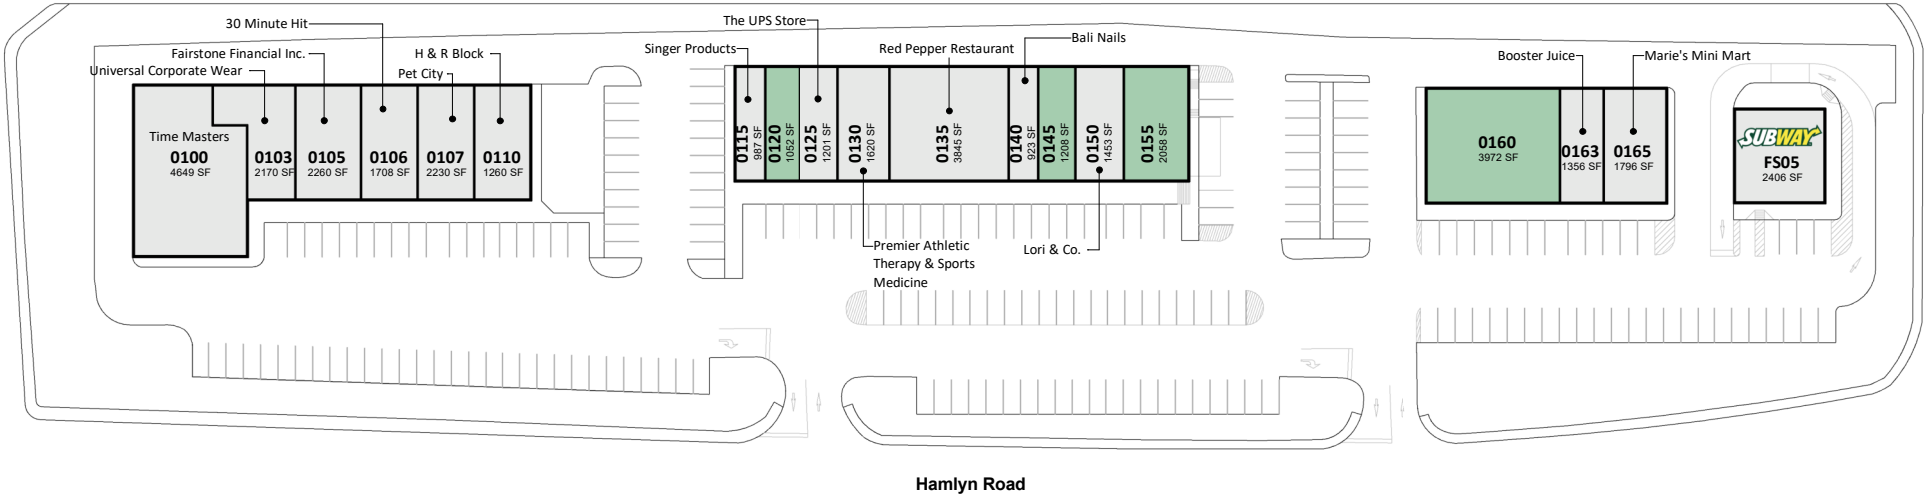 30 Minute Hit
Fairstone Financial Inc.
H & R Block
Universal Corporate Wear
Pet City
Time Masters
0100
4649 SF
0103
2170 SF
0105
2260 SF
0106
1708 SF
0107
2230 SF
0110
1260 SF
The UPS Store
Singer Products
Red Pepper Restaurant
Bali Nails
0115
987 SF
0120
1052 SF
0125
1201 SF
0130
1620 SF
0135
3845 SF
0140
923 SF
0145
1208 SF
0150
1453 SF
0155
2058 SF
Premier Athletic
Therapy & Sports
Medicine
Lori & Co.
Booster Juice
Marie's Mini Mart
0160
3972 SF
0163
1356 SF
0165
1796 SF
SUBWAY
FS05
2406 SF
Hamlyn Road